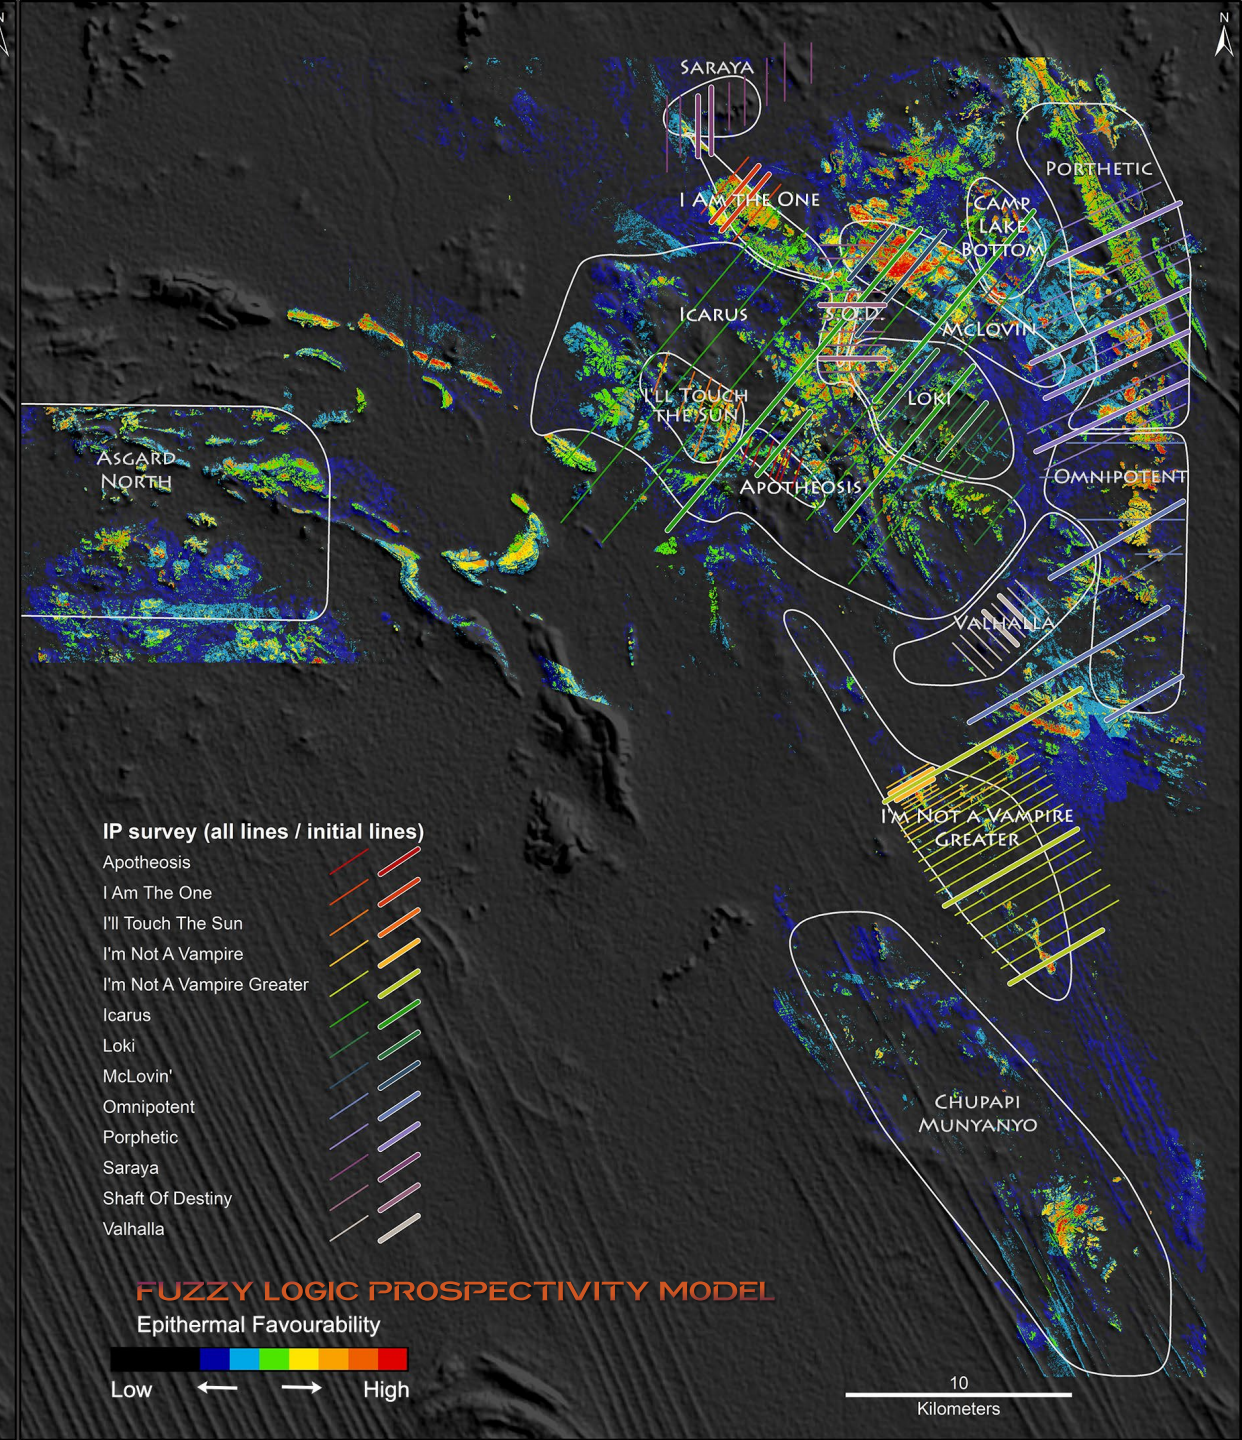 N
N
SARAYA
PORTHETIC
I AM THE ONE
CAMP
LAKE
BOTTOM
ICARUS
S.O.D.
MCLOVIN
I'LL TOUCH
THE SUN
LOKI
ASGARD
NORTH
APOTHEOSIS
OMNIPOTENT
VALHALLA
I'M NOT A VAMPIRE
GREATER
CHUPAPI
MUNYANYO
IP survey (all lines / initial lines)
Apotheosis
I Am The One
I'll Touch The Sun
I'm Not A Vampire
I'm Not A Vampire Greater
Icarus
Loki
McLovin'
Omnipotent
Porphetic
Saraya
Shaft Of Destiny
Valhalla
FUZZY LOGIC PROSPECTIVITY MODEL
Epithermal Favourability
Low High
10
Kilometers